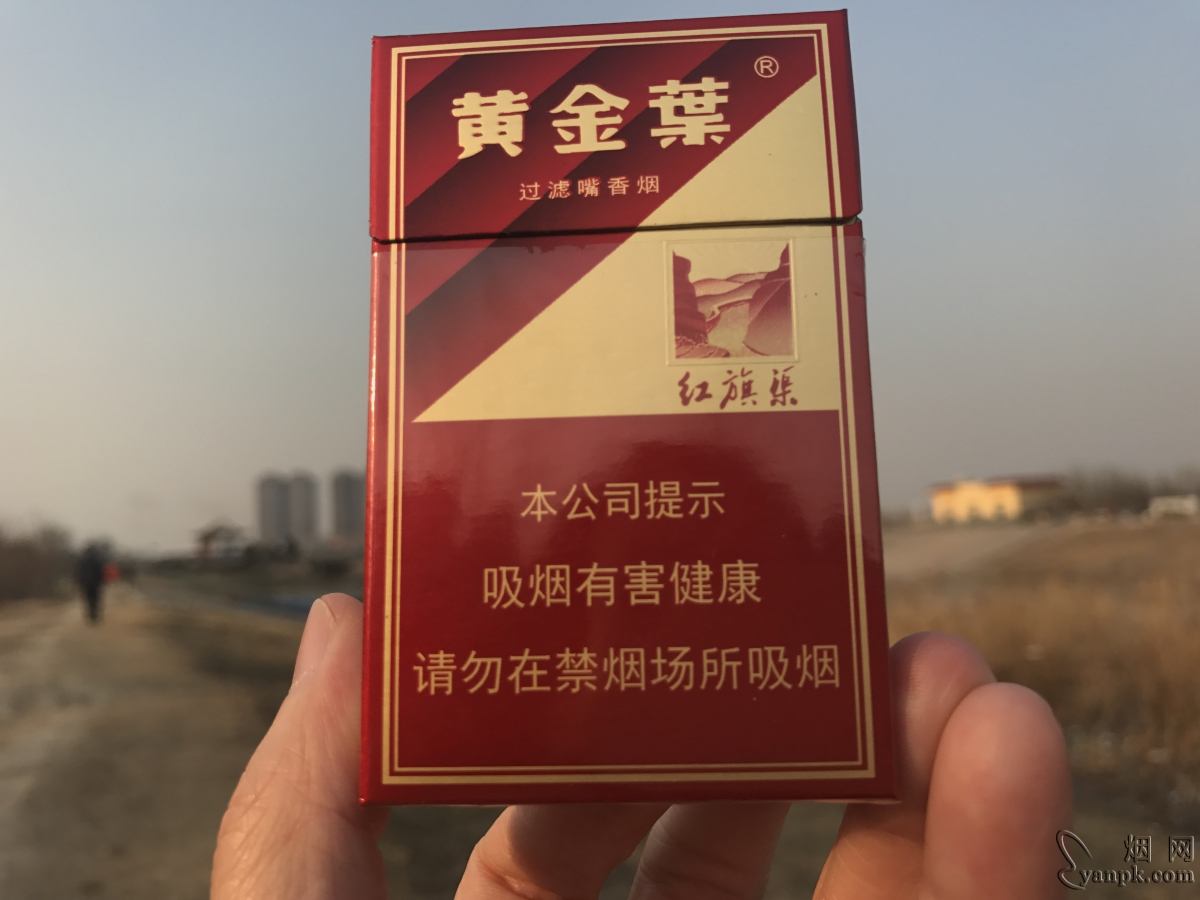 黄金葉®
过滤嘴香烟
红旗渠
本公司提示
吸烟有害健康
请勿在禁烟场所吸烟
烟网
yanpk.com